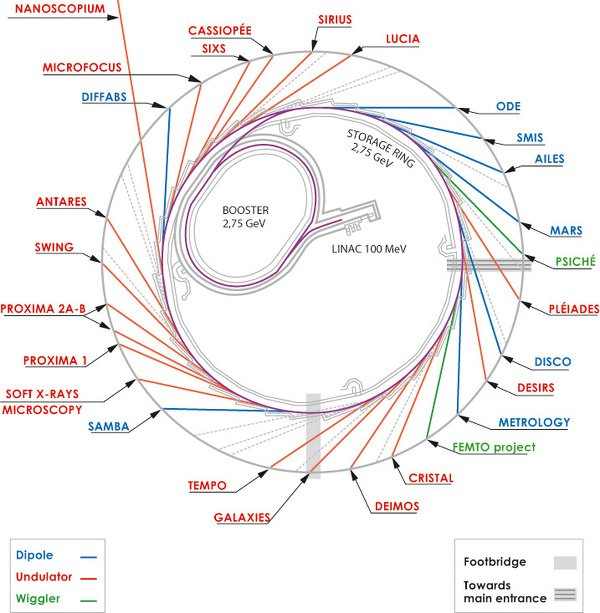 NANOSCOPIUM
CASSIOPÉE
SIRIUS
SIXS
LUCIA
MICROFOCUS
DIFFABS
ODE
STORAGE RING
2,75 GeV
SMIS
AILES
ANTARES
BOOSTER
2,75 GeV
MARS
SWING
LINAC 100 MeV
PSICHÉ
PROXIMA 2A-B
PLÉIADES
PROXIMA 1
DISCO
SOFT X-RAYS
MICROSCOPY
DESIRS
SAMBA
METROLOGY
FEMTO project
TEMPO
CRISTAL
DEIMOS
GALAXIES
Dipole
Undulator
Wiggler
Footbridge
Towards
main entrance